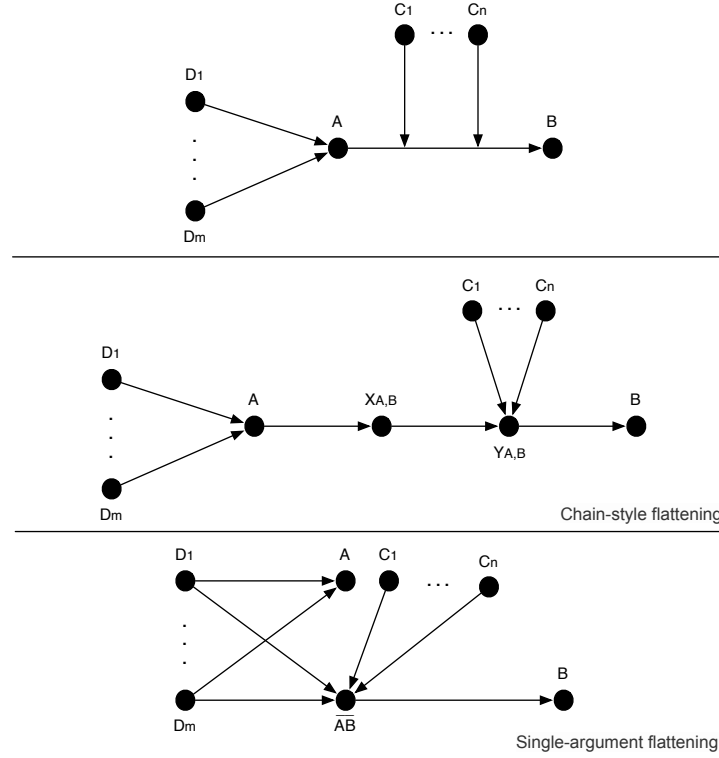 C1 ... Cn
D1
A
B
.
.
.
Dm
C1 ... Cn
D1
A
XA,B
B
.
.
.
YA,B
Dm
Chain-style flattening
D1
A
C1
...
Cn
.
.
.
B
Dm
A̅B̅
Single-argument flattening